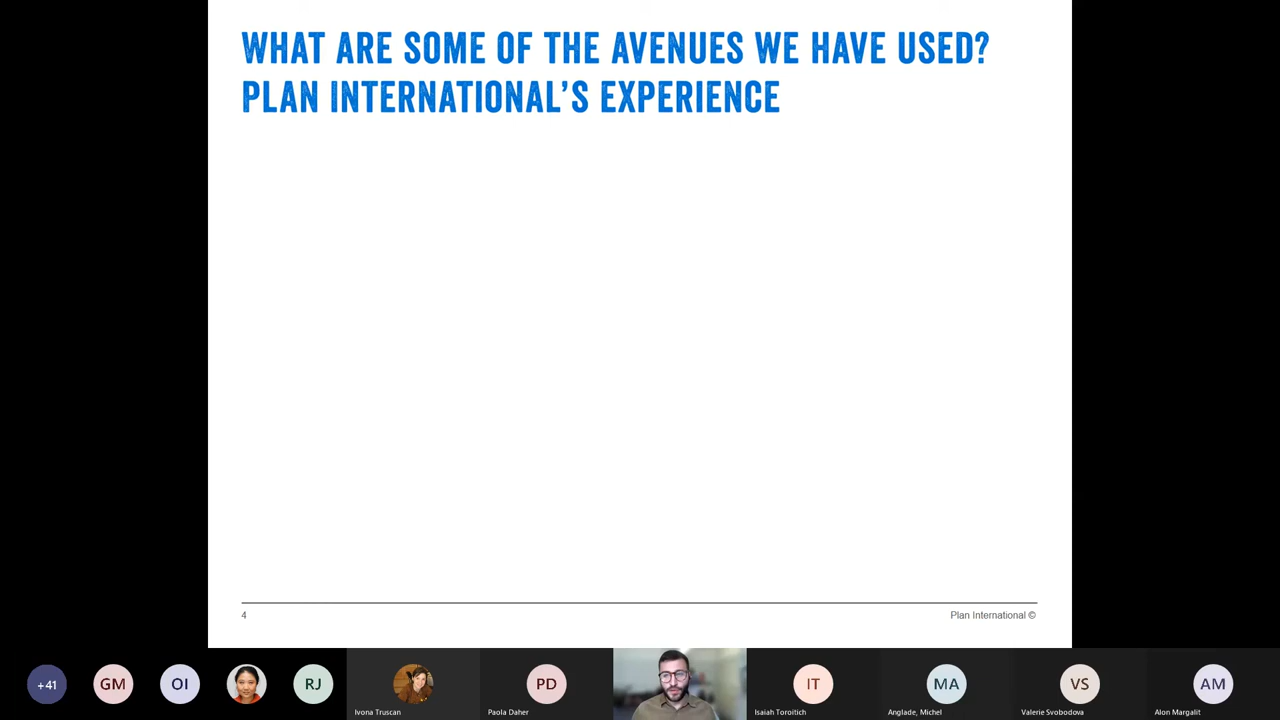 WHAT ARE SOME OF THE AVENUES WE HAVE USED?
PLAN INTERNATIONAL'S EXPERIENCE
4
Plan International ©
+41
GM
OI
RJ
Ivona Truscan
PD
Paola Daher
IT
Isaiah Toroitich
MA
Anglade, Michel
VS
Valerie Svobodova
AM
Alon Margalit